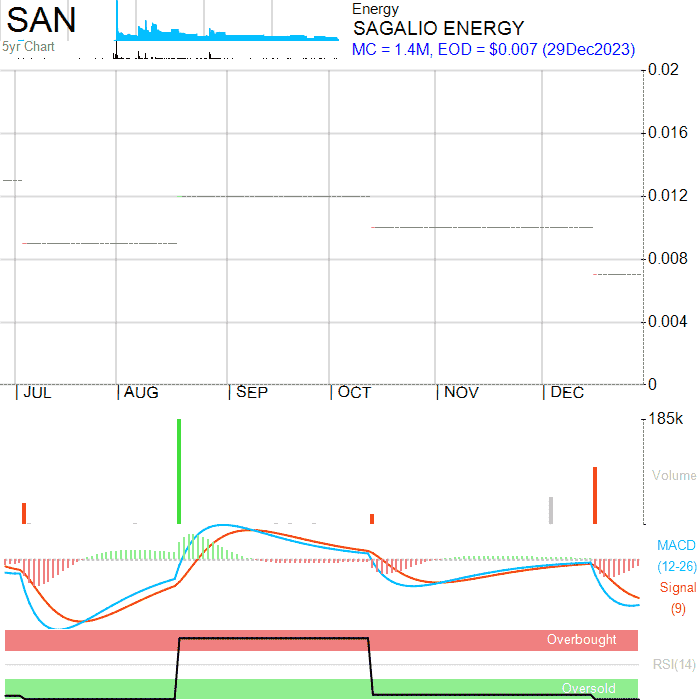 SAN
5yr Chart
Energy
SAGALIO ENERGY
MC = 1.4M, EOD = $0.007 (29Dec2023)
0.02
0.016
0.012
0.008
0.004
0
JUL AUG SEP OCT NOV DEC
185k
Volume
MACD
(12-26)
Signal
(9)
Overbought
RSI(14)
Oversold